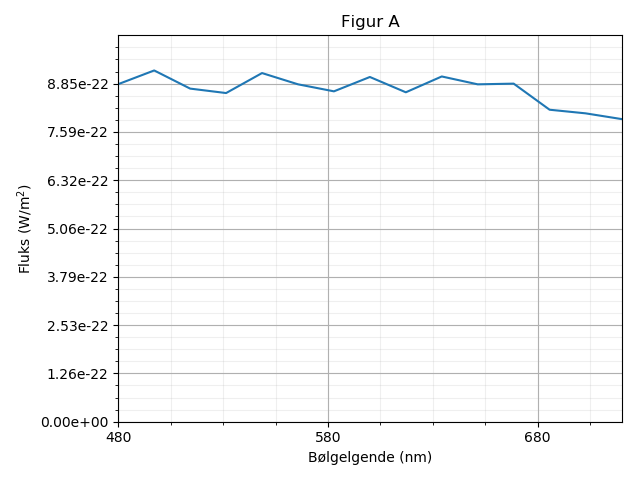 Figur A
8.85e-22
7.59e-22
6.32e-22
5.06e-22
3.79e-22
2.53e-22
1.26e-22
0.00e+00
Fluks (W/m²)
480 580 680
Bølgelgende (nm)